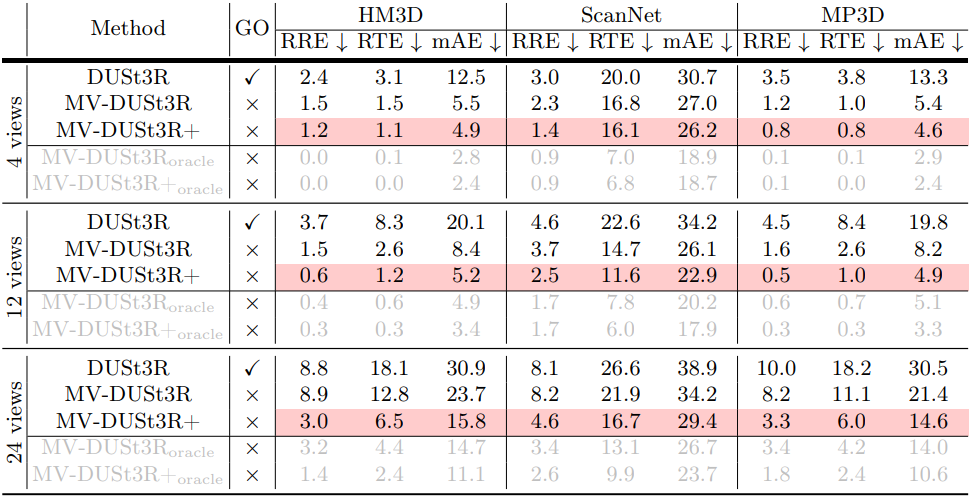 Method GO HM3D ScanNet MP3D
RRE ↓ RTE ↓ mAE ↓ RRE ↓ RTE ↓ mAE ↓ RRE ↓ RTE ↓ mAE ↓
4 views
DUSt3R ✓ 2.4 3.1 12.5 3.0 20.0 30.7 3.5 3.8 13.3
MV-DUSt3R × 1.5 1.5 5.5 2.3 16.8 27.0 1.2 1.0 5.4
MV-DUSt3R+ × 1.2 1.1 4.9 1.4 16.1 26.2 0.8 0.8 4.6
MV-DUSt3Roracle × 0.0 0.1 2.8 0.9 7.0 18.9 0.1 0.1 2.9
MV-DUSt3R+oracle × 0.0 0.0 2.4 0.9 6.8 18.7 0.1 0.0 2.4
12 views
DUSt3R ✓ 3.7 8.3 20.1 4.6 22.6 34.2 4.5 8.4 19.8
MV-DUSt3R × 1.5 2.6 8.4 3.7 14.7 26.1 1.6 2.6 8.2
MV-DUSt3R+ × 0.6 1.2 5.2 2.5 11.6 22.9 0.5 1.0 4.9
MV-DUSt3Roracle × 0.4 0.6 4.9 1.7 7.8 20.2 0.6 0.7 5.1
MV-DUSt3R+oracle × 0.3 0.3 3.4 1.7 6.0 17.9 0.3 0.3 3.3
24 views
DUSt3R ✓ 8.8 18.1 30.9 8.1 26.6 38.9 10.0 18.2 30.5
MV-DUSt3R × 8.9 12.8 23.7 8.2 21.9 34.2 8.2 11.1 21.4
MV-DUSt3R+ × 3.0 6.5 15.8 4.6 16.7 29.4 3.3 6.0 14.6
MV-DUSt3Roracle × 3.2 4.4 14.7 3.4 13.1 26.7 3.4 4.2 14.0
MV-DUSt3R+oracle × 1.4 2.4 11.1 2.6 9.9 23.7 1.8 2.4 10.6